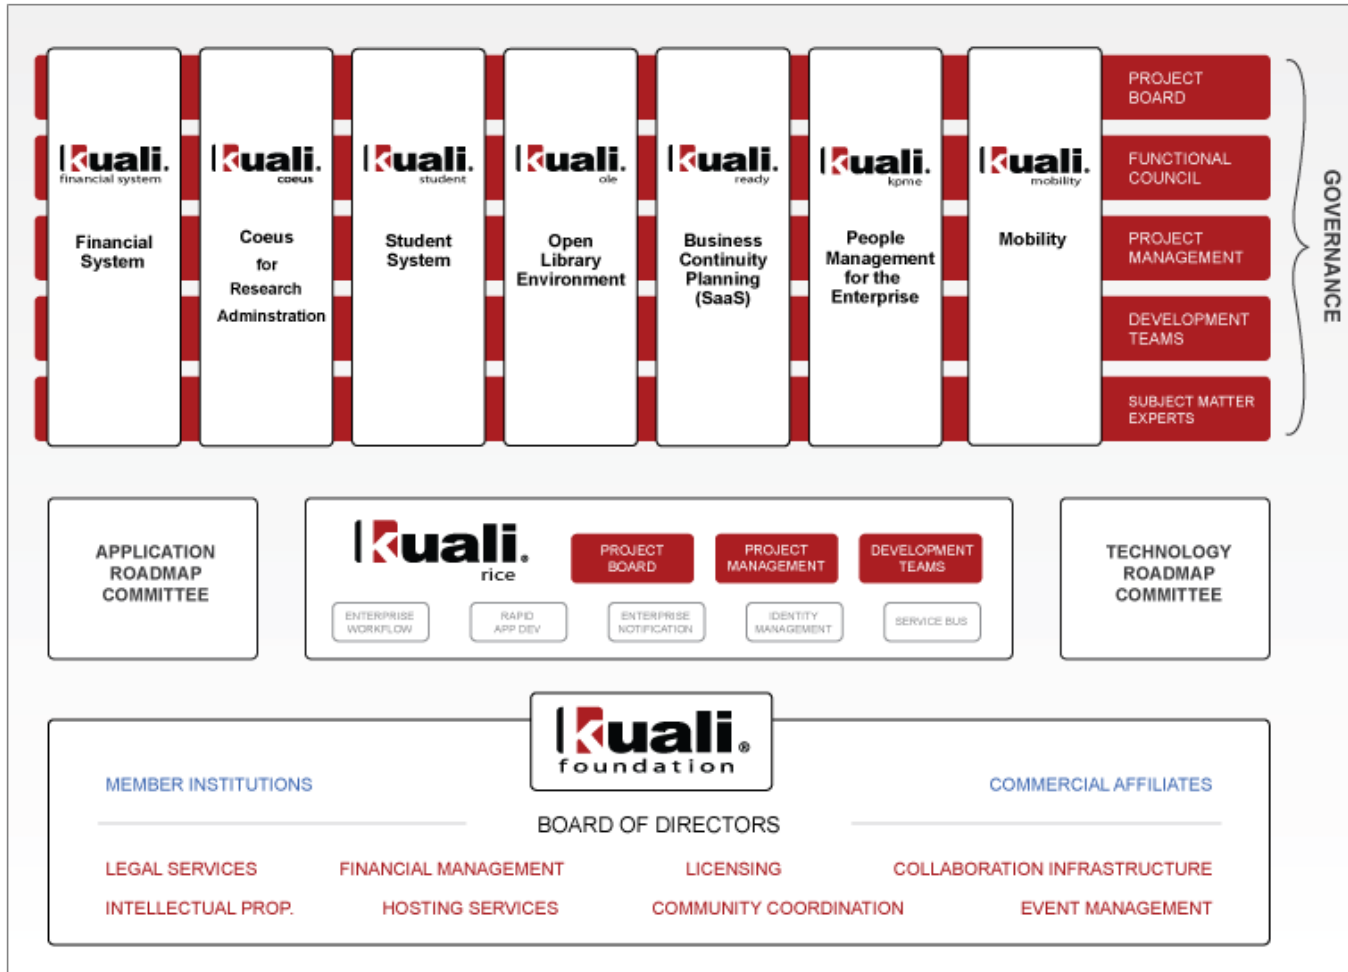 kuali.
financial system
Financial
System
kuali.
coeus
Coeus
for
Research
Adminstration
kuali.
student
Student
System
kuali.
ole
Open
Library
Environment
kuali.
ready
Business
Continuity
Planning
(SaaS)
kuali.
kpme
People
Management
for the
Enterprise
kuali.
mobility
Mobility
PROJECT
BOARD
FUNCTIONAL
COUNCIL
PROJECT
MANAGEMENT
DEVELOPMENT
TEAMS
SUBJECT MATTER
EXPERTS
GOVERNANCE
APPLICATION
ROADMAP
COMMITTEE
kuali.®
rice
PROJECT
BOARD
PROJECT
MANAGEMENT
DEVELOPMENT
TEAMS
ENTERPRISE
WORKFLOW
RAPID
APP DEV
ENTERPRISE
NOTIFICATION
IDENTITY
MANAGEMENT
SERVICE BUS
TECHNOLOGY
ROADMAP
COMMITTEE
kuali.®
foundation
MEMBER INSTITUTIONS
COMMERCIAL AFFILIATES
BOARD OF DIRECTORS
LEGAL SERVICES
FINANCIAL MANAGEMENT
LICENSING
COLLABORATION INFRASTRUCTURE
INTELLECTUAL PROP.
HOSTING SERVICES
COMMUNITY COORDINATION
EVENT MANAGEMENT